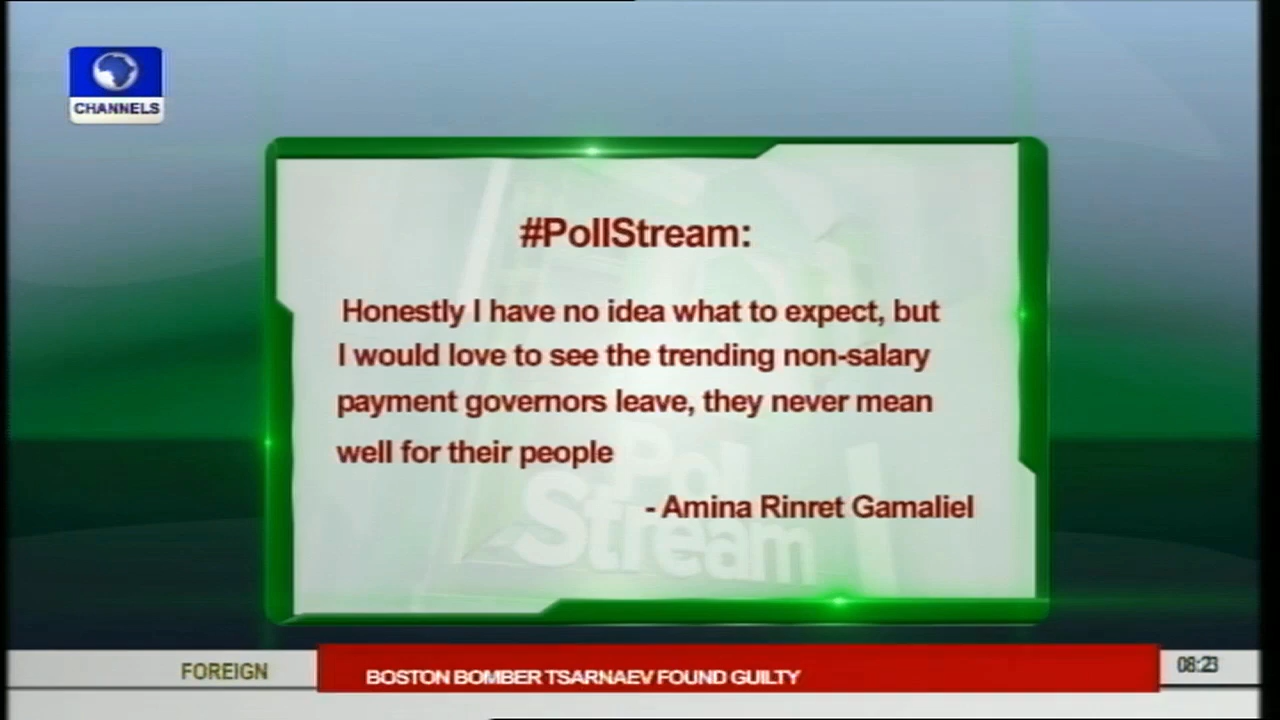 CHANNELS
#PollStream:
Honestly I have no idea what to expect, but
I would love to see the trending non-salary
payment governors leave, they never mean
well for their people
- Amina Rinret Gamaliel
Pol
Stream
FOREIGN
BOSTON BOMBER TSARNAEV FOUND GUILTY
08:23